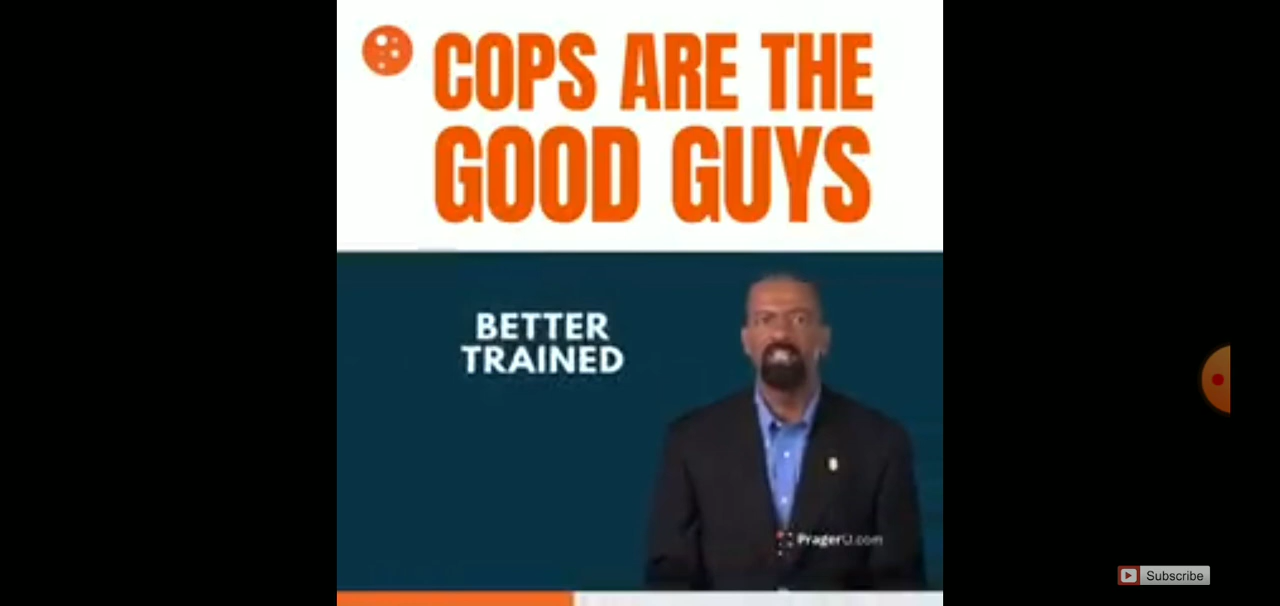 COPS ARE THE
GOOD GUYS
BETTER
TRAINED
PragerU.com
Subscribe